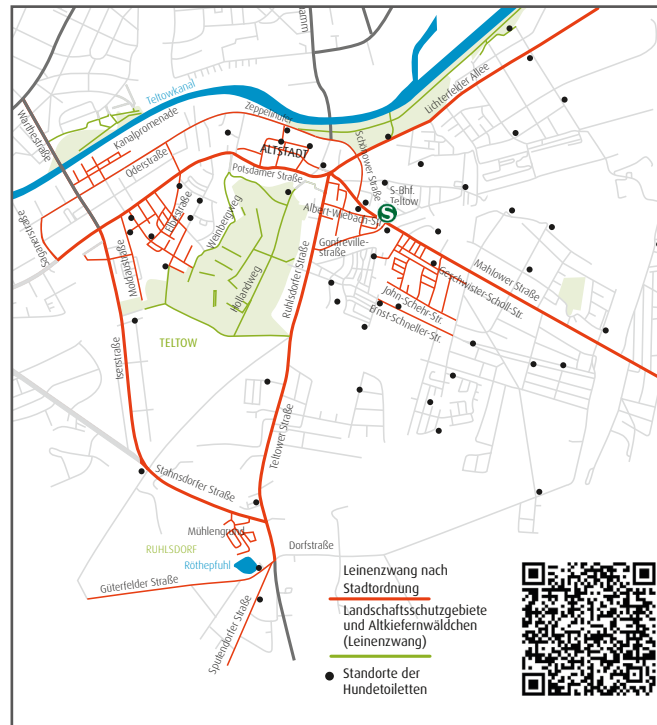 hamm
Teltowkanal
Zeppelinufer
Lichterfelder Allee
Warthestraße
Kanalpromenade
ALTSTADT
Schönower Straße
Oderstraße
Potsdamer Straße
S-Bhf.
Teltow
S
Elbstraße
Weinbergweg
Albert-Wiebach-Str.
Saganerstraße
Gonfreville-
straße
Moldaustraße
Ruhlsdorfer Straße
Mahlower Straße
Geschwister-Scholl-Str.
Hollandweg
John-Schehr-Str.
Ernst-Schneller-Str.
TELTOW
Iserstraße
Teltower Straße
Stahnsdorfer Straße
Mühlengrund
RUHLSDORF
Dorfstraße
Röthepfuhl
Güterfelder Straße
Sputendorfer Straße
Leinenzwang nach
Stadtordnung
Landschaftsschutzgebiete
und Altkiefernwäldchen
(Leinenzwang)
Standorte der
Hundetoiletten